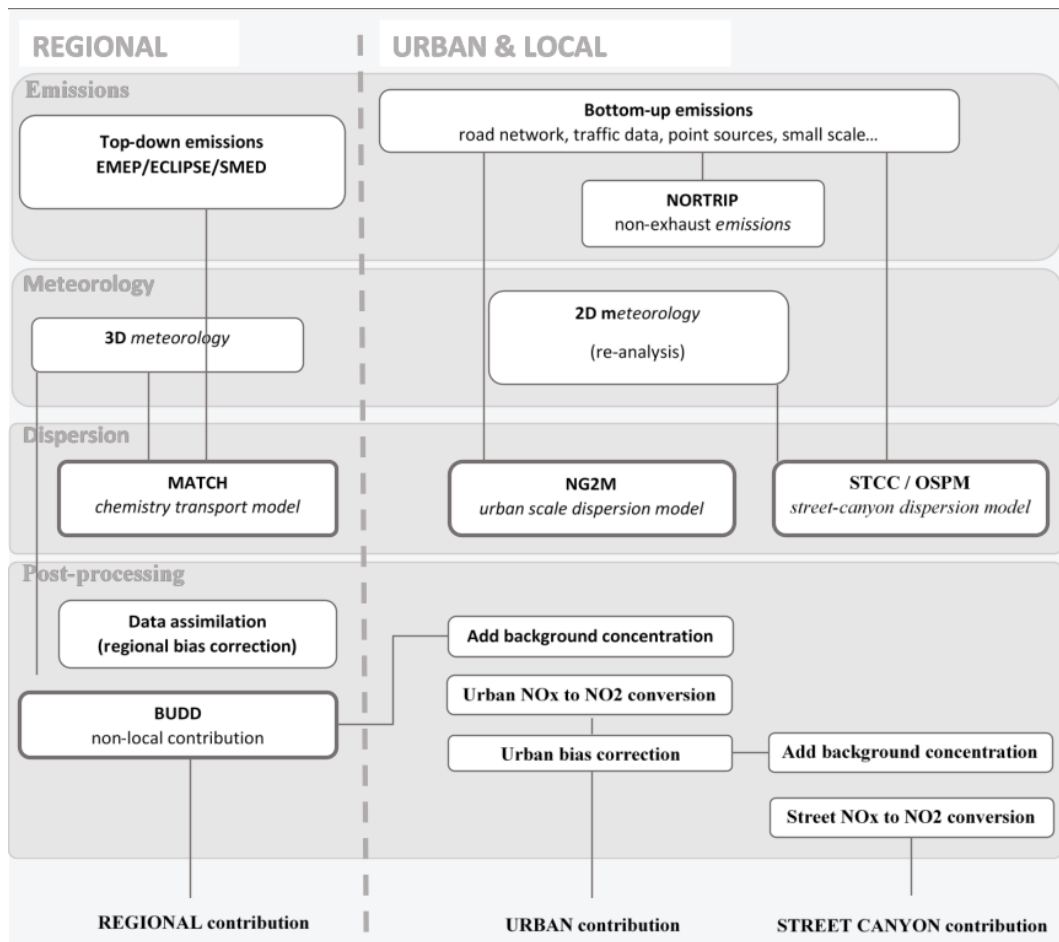 REGIONAL
URBAN & LOCAL
Emissions
Top-down emissions
EMEP/ECLIPSE/SMED
Bottom-up emissions
road network, traffic data, point sources, small scale…
NORTRIP
non-exhaust emissions
Meteorology
3D meteorology
2D meteorology
(re-analysis)
Dispersion
MATCH
chemistry transport model
NG2M
urban scale dispersion model
STCC / OSPM
street-canyon dispersion model
Post-processing
Data assimilation
(regional bias correction)
BUDD
non-local contribution
Add background concentration
Urban NOx to NO2 conversion
Urban bias correction
Add background concentration
Street NOx to NO2 conversion
REGIONAL contribution
URBAN contribution
STREET CANYON contribution